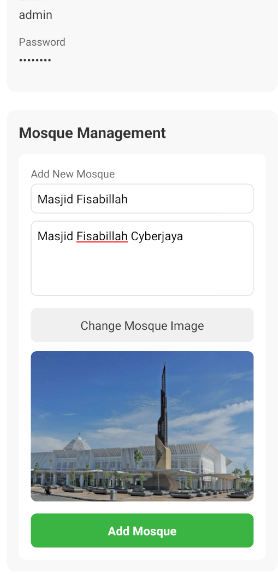 admin
Password
••••••••
Mosque Management
Add New Mosque
Masjid Fisabillah
Masjid Fisabillah Cyberjaya
Change Mosque Image
Add Mosque